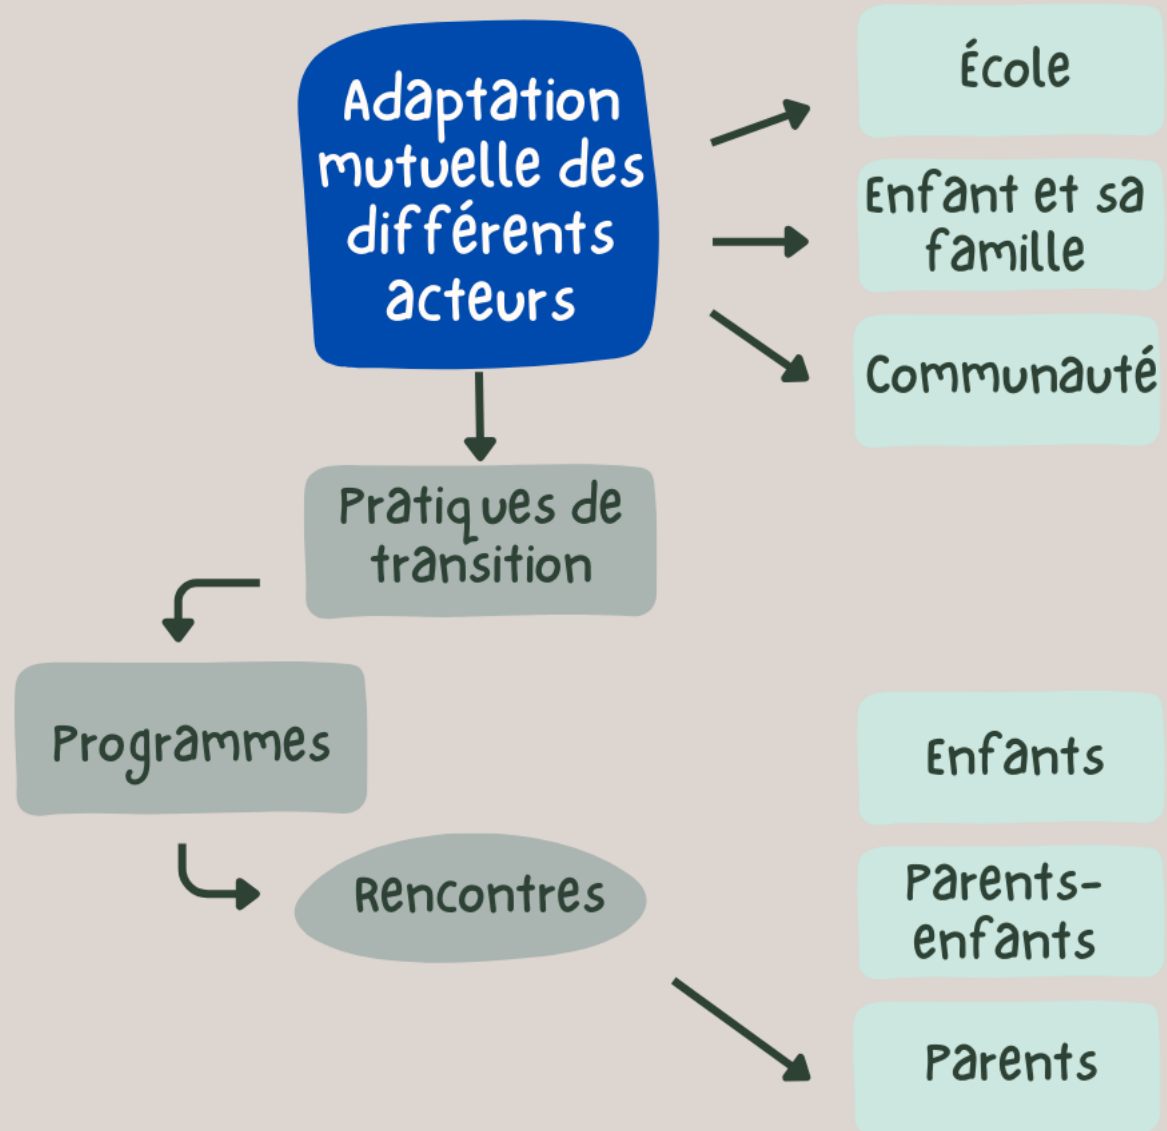 Adaptation
mutuelle des
différents
acteurs
École
Enfant et sa
famille
Communauté
Pratiques de
transition
Programmes
Rencontres
Enfants
Parents-
enfants
Parents